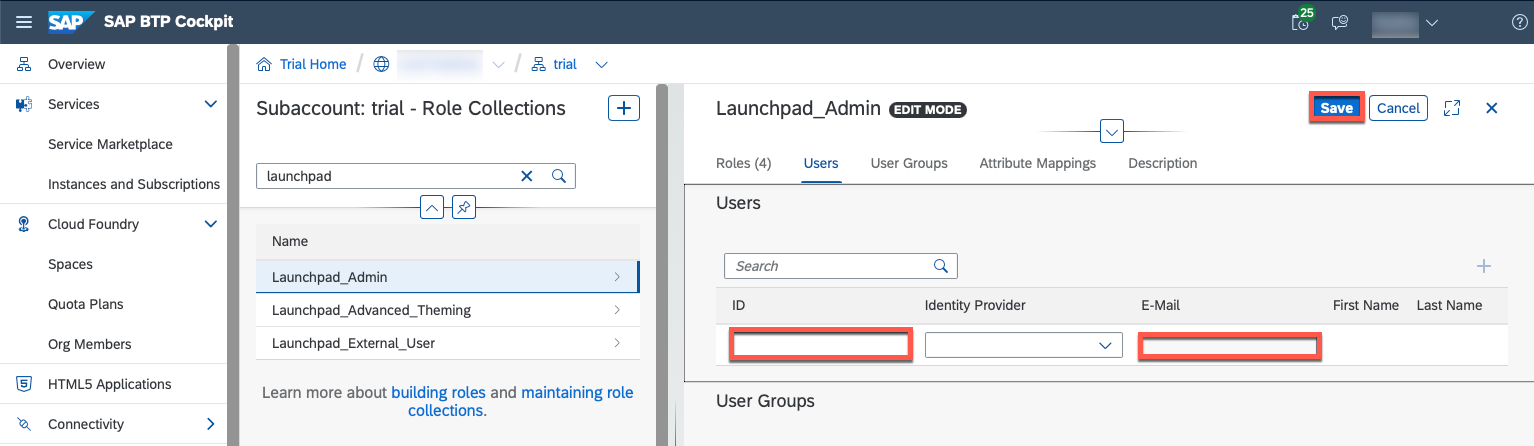 SAP SAP BTP Cockpit 25
Overview
Services
Service Marketplace
Instances and Subscriptions
Cloud Foundry
Spaces
Quota Plans
Org Members
HTML5 Applications
Connectivity
Trial Home / / trial
Subaccount: trial - Role Collections
launchpad
Name
Launchpad_Admin
Launchpad_Advanced_Theming
Launchpad_External_User
Learn more about building roles and maintaining role
collections.
Launchpad_Admin EDIT MODE Save Cancel
Roles (4) Users User Groups Attribute Mappings Description
Users
Search
ID Identity Provider E-Mail First Name Last Name
User Groups